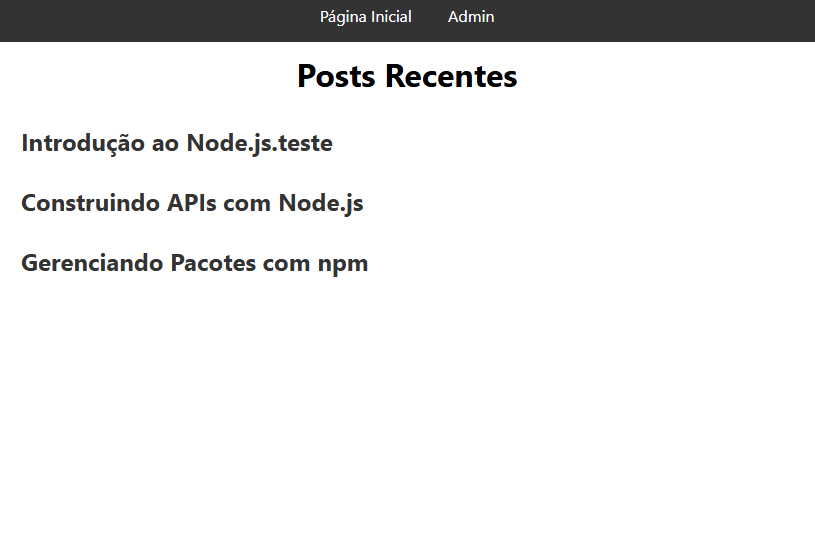 Página Inicial Admin
Posts Recentes
Introdução ao Node.js.teste
Construindo APIs com Node.js
Gerenciando Pacotes com npm